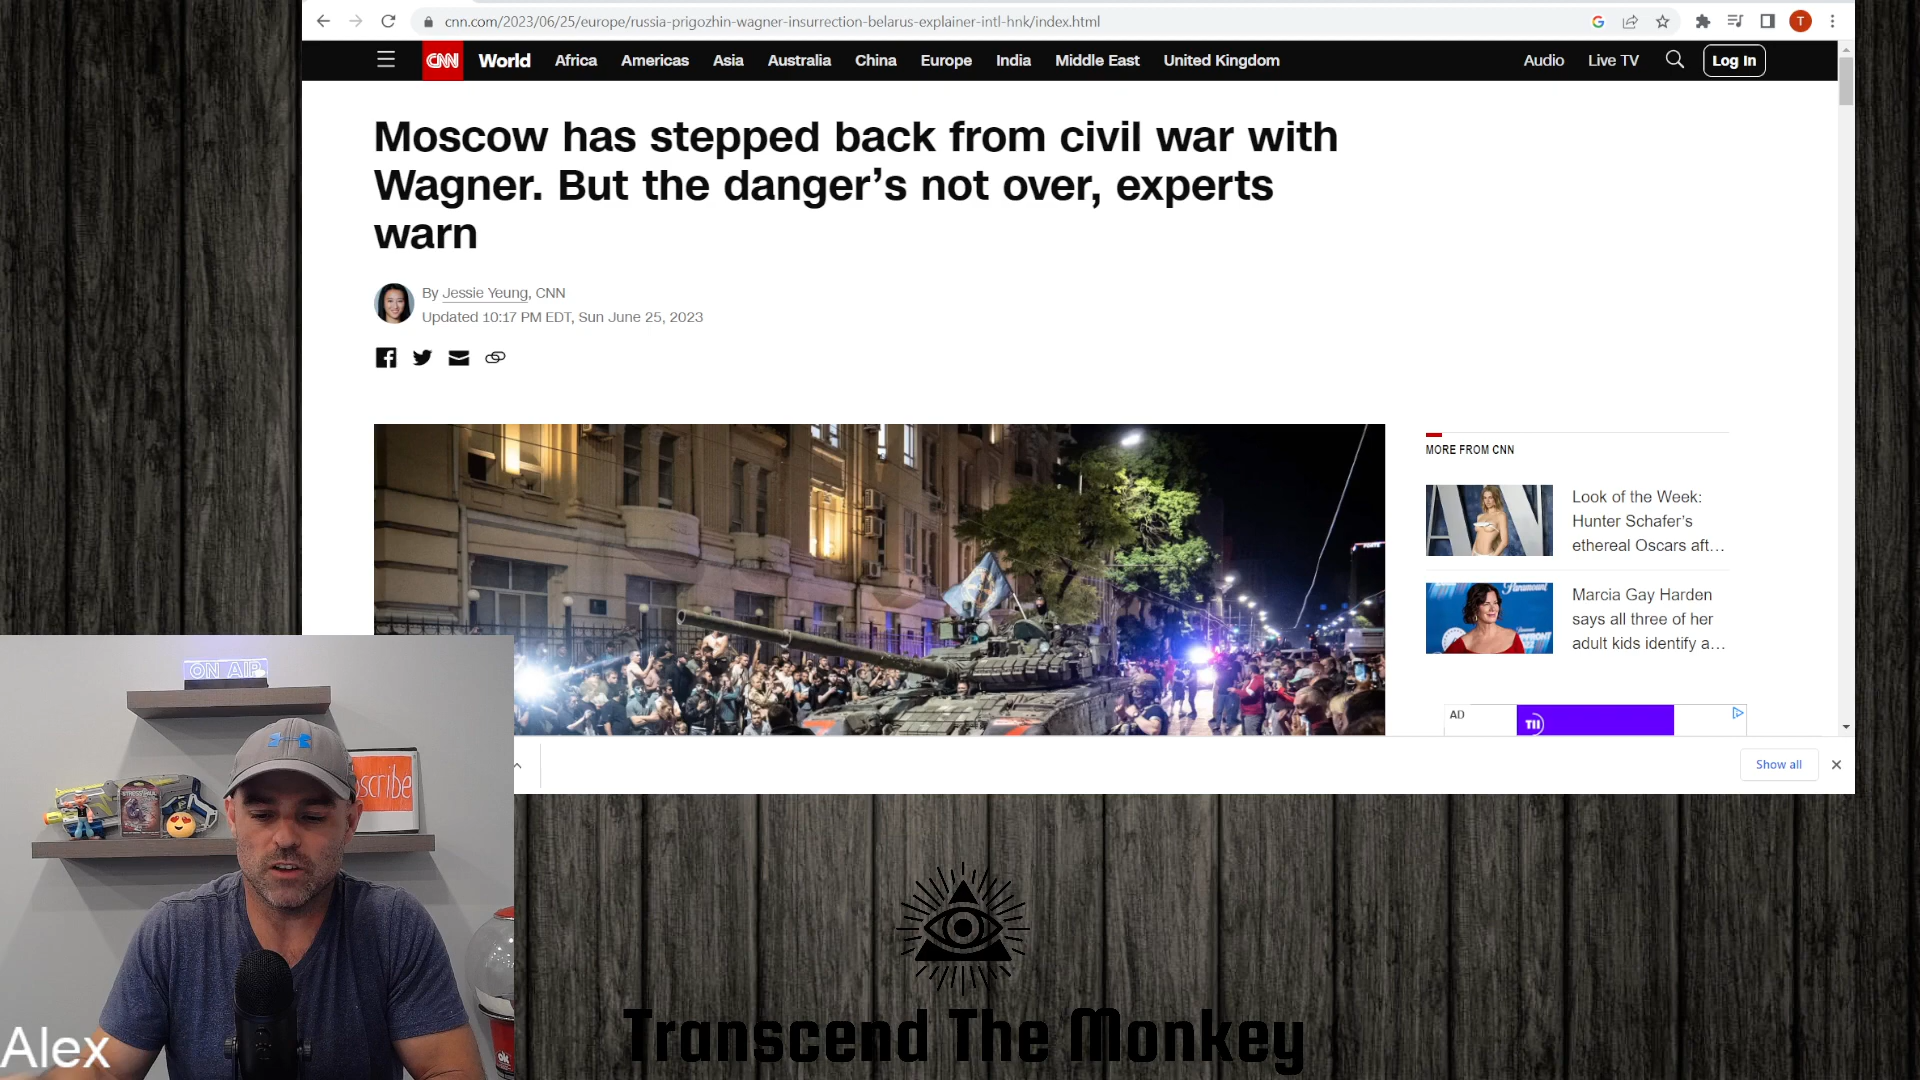 cnn.com/2023/06/25/europe/russia-prigozhin-wagner-insurrection-belarus-explainer-intl-hnk/index.html
T
CNN World Africa Americas Asia Australia China Europe India Middle East United Kingdom Audio Live TV Log In
Moscow has stepped back from civil war with
Wagner. But the danger's not over, experts
warn
By Jessie Yeung, CNN
Updated 10:17 PM EDT, Sun June 25, 2023
MORE FROM CNN
Look of the Week:
Hunter Schafer's
ethereal Oscars aft...
Marcia Gay Harden
says all three of her
adult kids identify a...
Paramount
AD
Show all
ON AIR
scribe
Alex
Transcend The Monkey